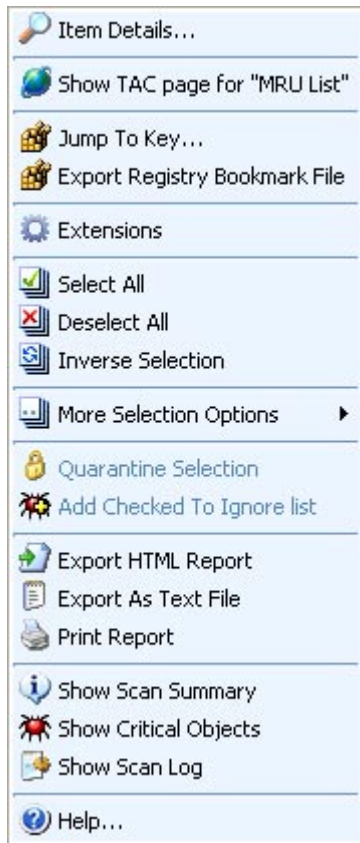 Item Details...
Show TAC page for "MRU List"
Jump To Key...
Export Registry Bookmark File
Extensions
Select All
Deselect All
Inverse Selection
More Selection Options
Quarantine Selection
Add Checked To Ignore list
Export HTML Report
Export As Text File
Print Report
Show Scan Summary
Show Critical Objects
Show Scan Log
Help...